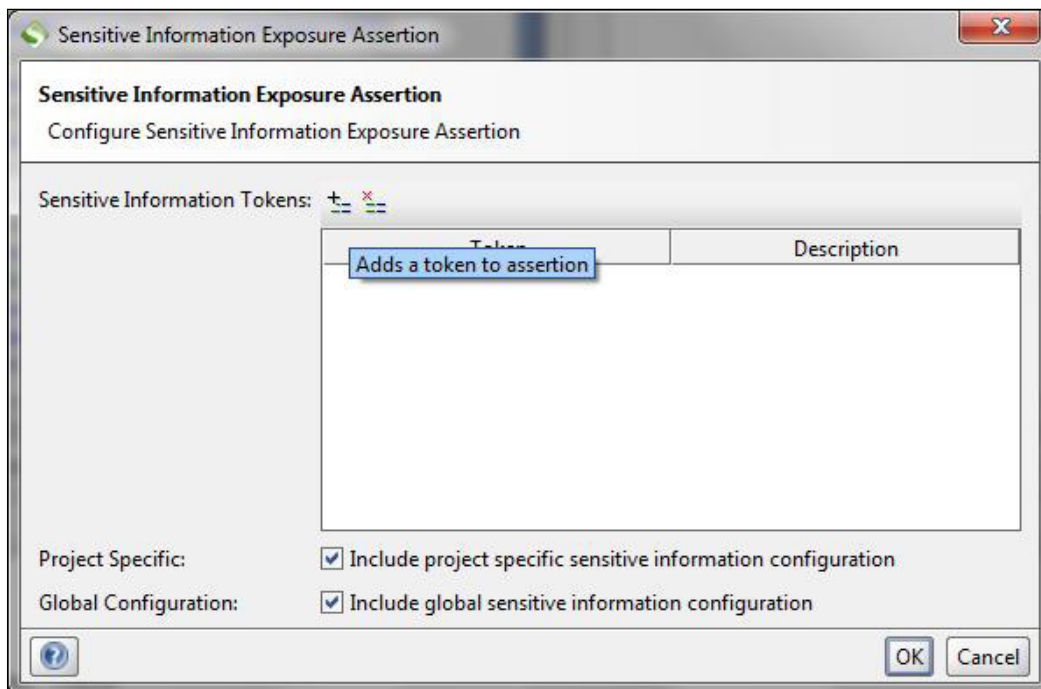 Sensitive Information Exposure Assertion
Sensitive Information Exposure Assertion
Configure Sensitive Information Exposure Assertion
Sensitive Information Tokens:
Token Description
Adds a token to assertion
Project Specific: Include project specific sensitive information configuration
Global Configuration: Include global sensitive information configuration
OK Cancel